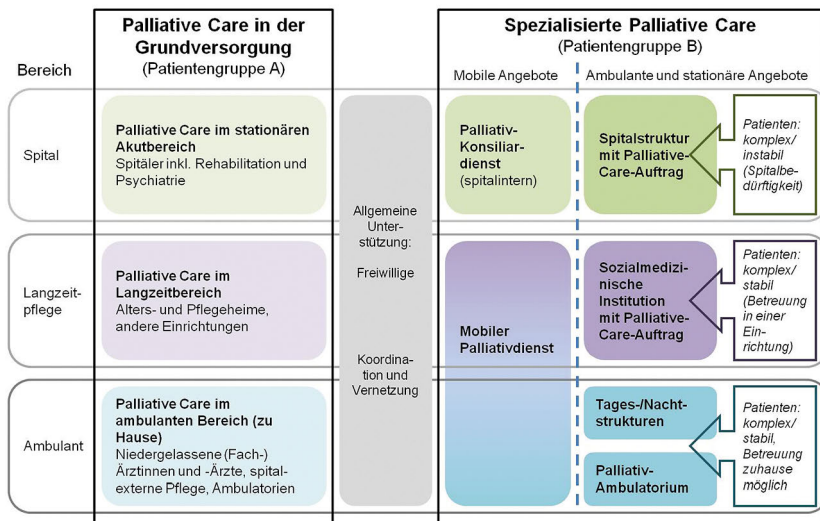 Palliative Care in der
Grundversorgung
(Patientengruppe A)
Spezialisierte Palliative Care
(Patientengruppe B)
Bereich
Mobile Angebote
Ambulante und stationäre Angebote
Spital
Palliative Care im stationären
Akutbereich
Spitäler inkl. Rehabilitation und
Psychiatrie
Palliativ-
Konsiliar-
dienst
(spitalintern)
Spitalstruktur
mit Palliative-
Care-Auftrag
Patienten:
komplex/
instabil
(Spitalbe-
dürftigkeit)
Allgemeine
Unter-
stützung:
Freiwillige
Koordina-
tion und
Vernetzung
Langzeit-
pflege
Palliative Care im
Langzeitbereich
Alters- und Pflegeheime,
andere Einrichtungen
Mobiler
Palliativdienst
Sozialmedizi-
nische
Institution
mit Palliative-
Care-Auftrag
Patienten:
komplex/
stabil
(Betreuung
in einer
Ein-
richtung)
Ambulant
Palliative Care im
ambulanten Bereich (zu
Hause)
Niedergelassene (Fach-)
Ärztinnen und -Ärzte, spital-
externe Pflege, Ambulatorien
Tages-/Nacht-
strukturen
Palliativ-
Ambulatorium
Patienten:
komplex/
stabil,
Betreuung
zuhause
möglich